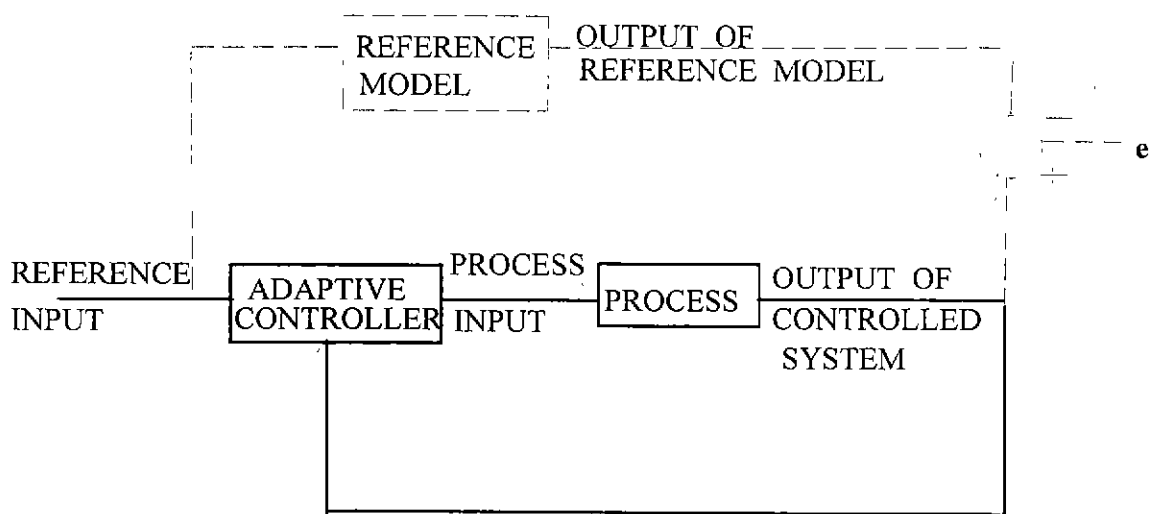 REFERENCE
MODEL
OUTPUT OF
REFERENCE MODEL
e
REFERENCE
INPUT
ADAPTIVE
CONTROLLER
PROCESS
INPUT
PROCESS
OUTPUT OF
CONTROLLED
SYSTEM